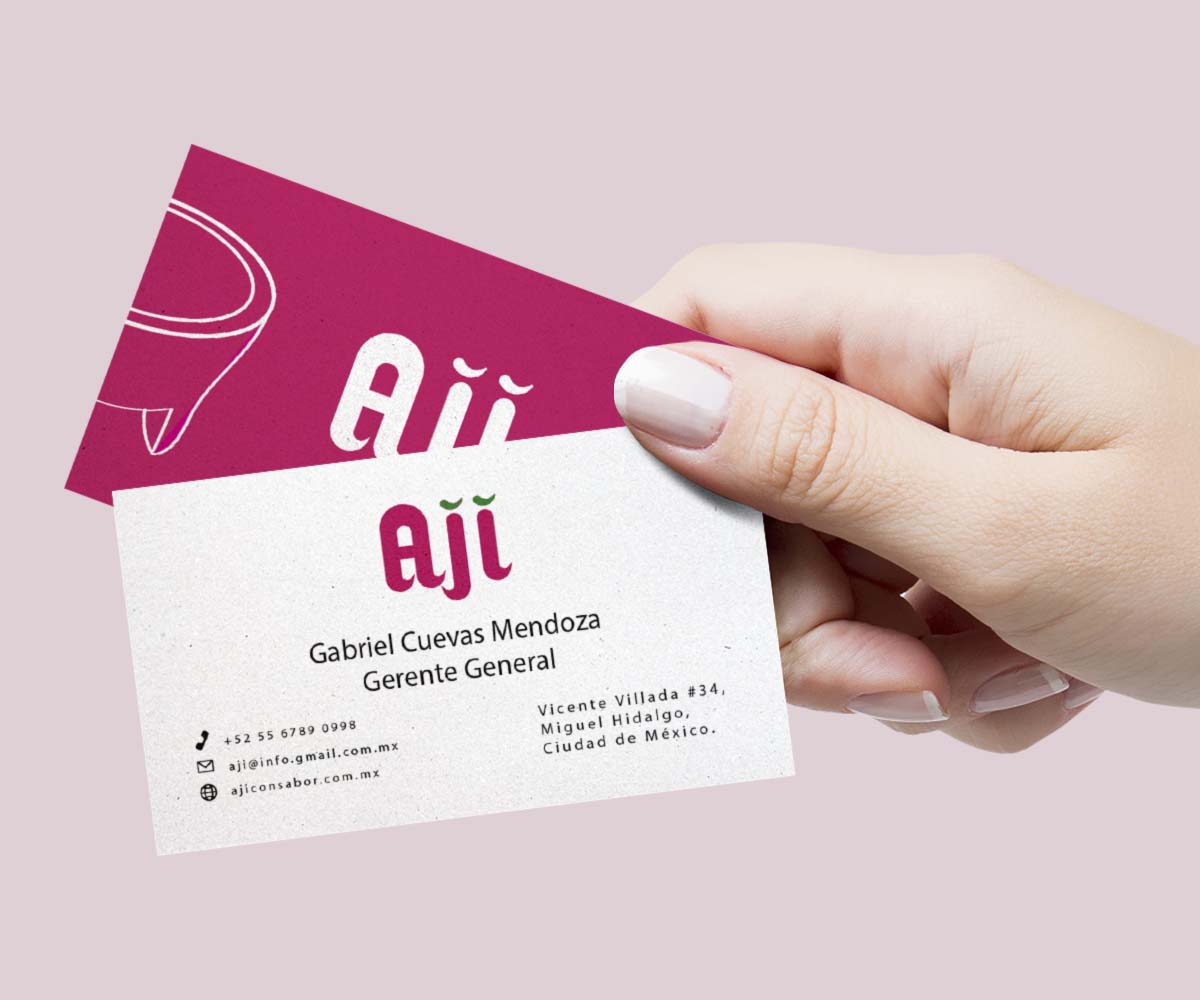 Ají
Ají
Gabriel Cuevas Mendoza
Gerente General
+52 55 6789 0998
aji@info.gmail.com.mx
ajiconsabor.com.mx
Vicente Villada #34,
Miguel Hidalgo,
Ciudad de México.